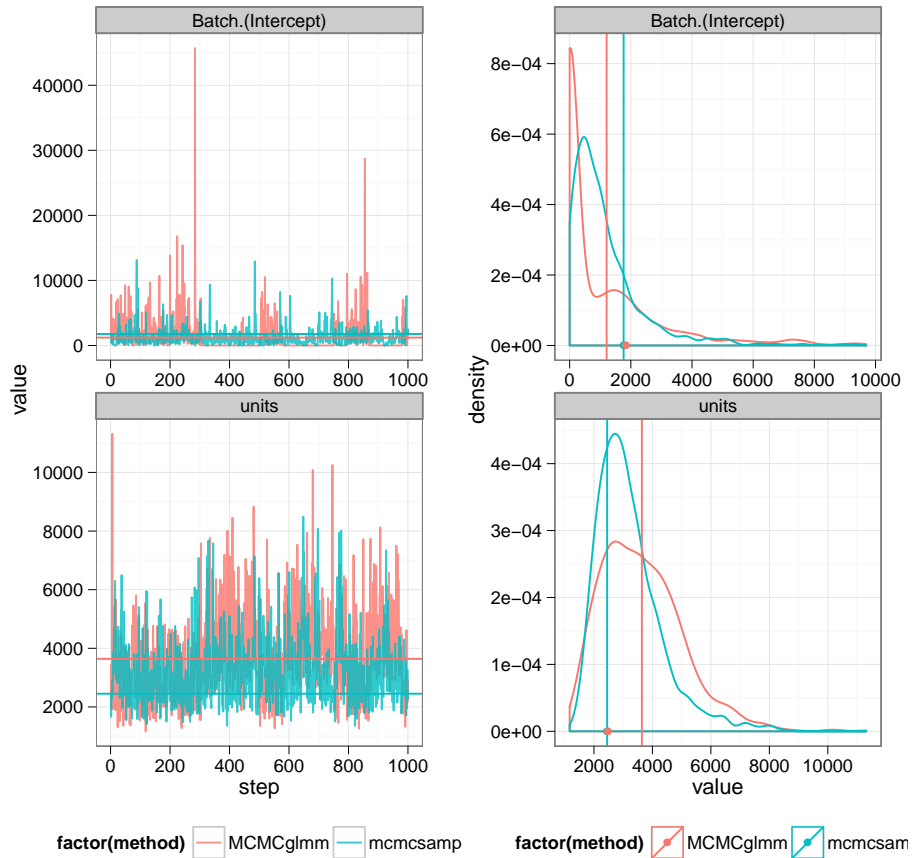 Batch.(Intercept)
40000
30000
20000
10000
0
0 200 400 600 800 1000
units
10000
8000
6000
4000
2000
0 200 400 600 800 1000
value
step
Batch.(Intercept)
8e−04
6e−04
4e−04
2e−04
0e+00
0 2000 4000 6000 8000 10000
units
4e−04
3e−04
2e−04
1e−04
0e+00
2000 4000 6000 8000 10000
density
value
factor(method) MCMCglmm mcmcsamp
factor(method) MCMCglmm mcmcsam